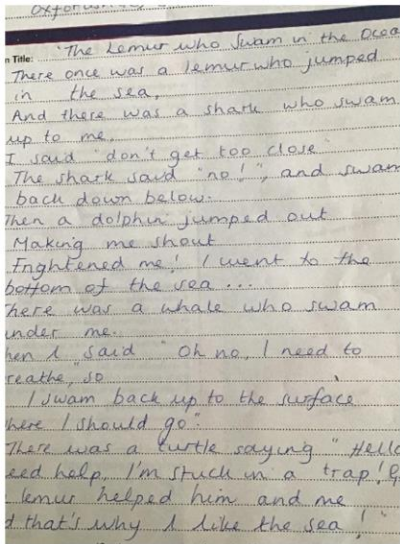 n Title: "The Lemur who Swam in the Ocea
There once was a lemur who jumped
in the sea,
And there was a shark who swam
up to me.
I said "don't get too close"
The shark said "no!", and swam
back down below.
Then a dolphin jumped out
Making me shout
Frightened me! I went to the
bottom of the sea ...
There was a whale who swam
under me.
hen I said "Oh no, I need to
reathe, so
I swam back up to the surface
here I should go".
There was a turtle saying "Hello
eed help, I'm stuck in a trap!
lemur helped him and me
d that's why I like the sea!"